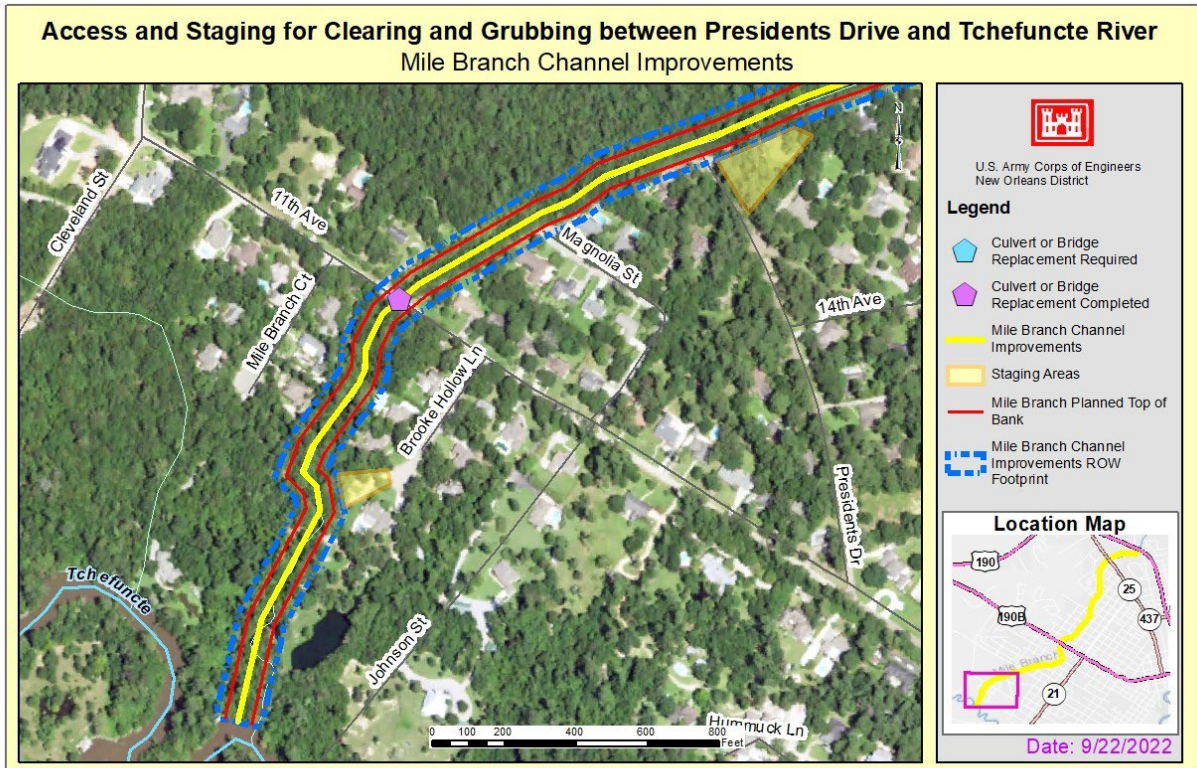 Access and Staging for Clearing and Grubbing between Presidents Drive and Tchefuncte River
Mile Branch Channel Improvements
Cleveland St
11th Ave
Mile Branch Ct
Magnolia St
14th Ave
Brooke Hollow Ln
Presidents Dr
Tchefuncte
Johnson St
Hummuck Ln
0 100 200 400 600 800
Feet
N
U.S. Army Corps of Engineers
New Orleans District
Legend
Culvert or Bridge
Replacement Required
Culvert or Bridge
Replacement Completed
Mile Branch Channel
Improvements
Staging Areas
Mile Branch Planned Top of
Bank
Mile Branch Channel
Improvements ROW
Footprint
Location Map
190
25
190B
437
Mile Branch
21
Date: 9/22/2022